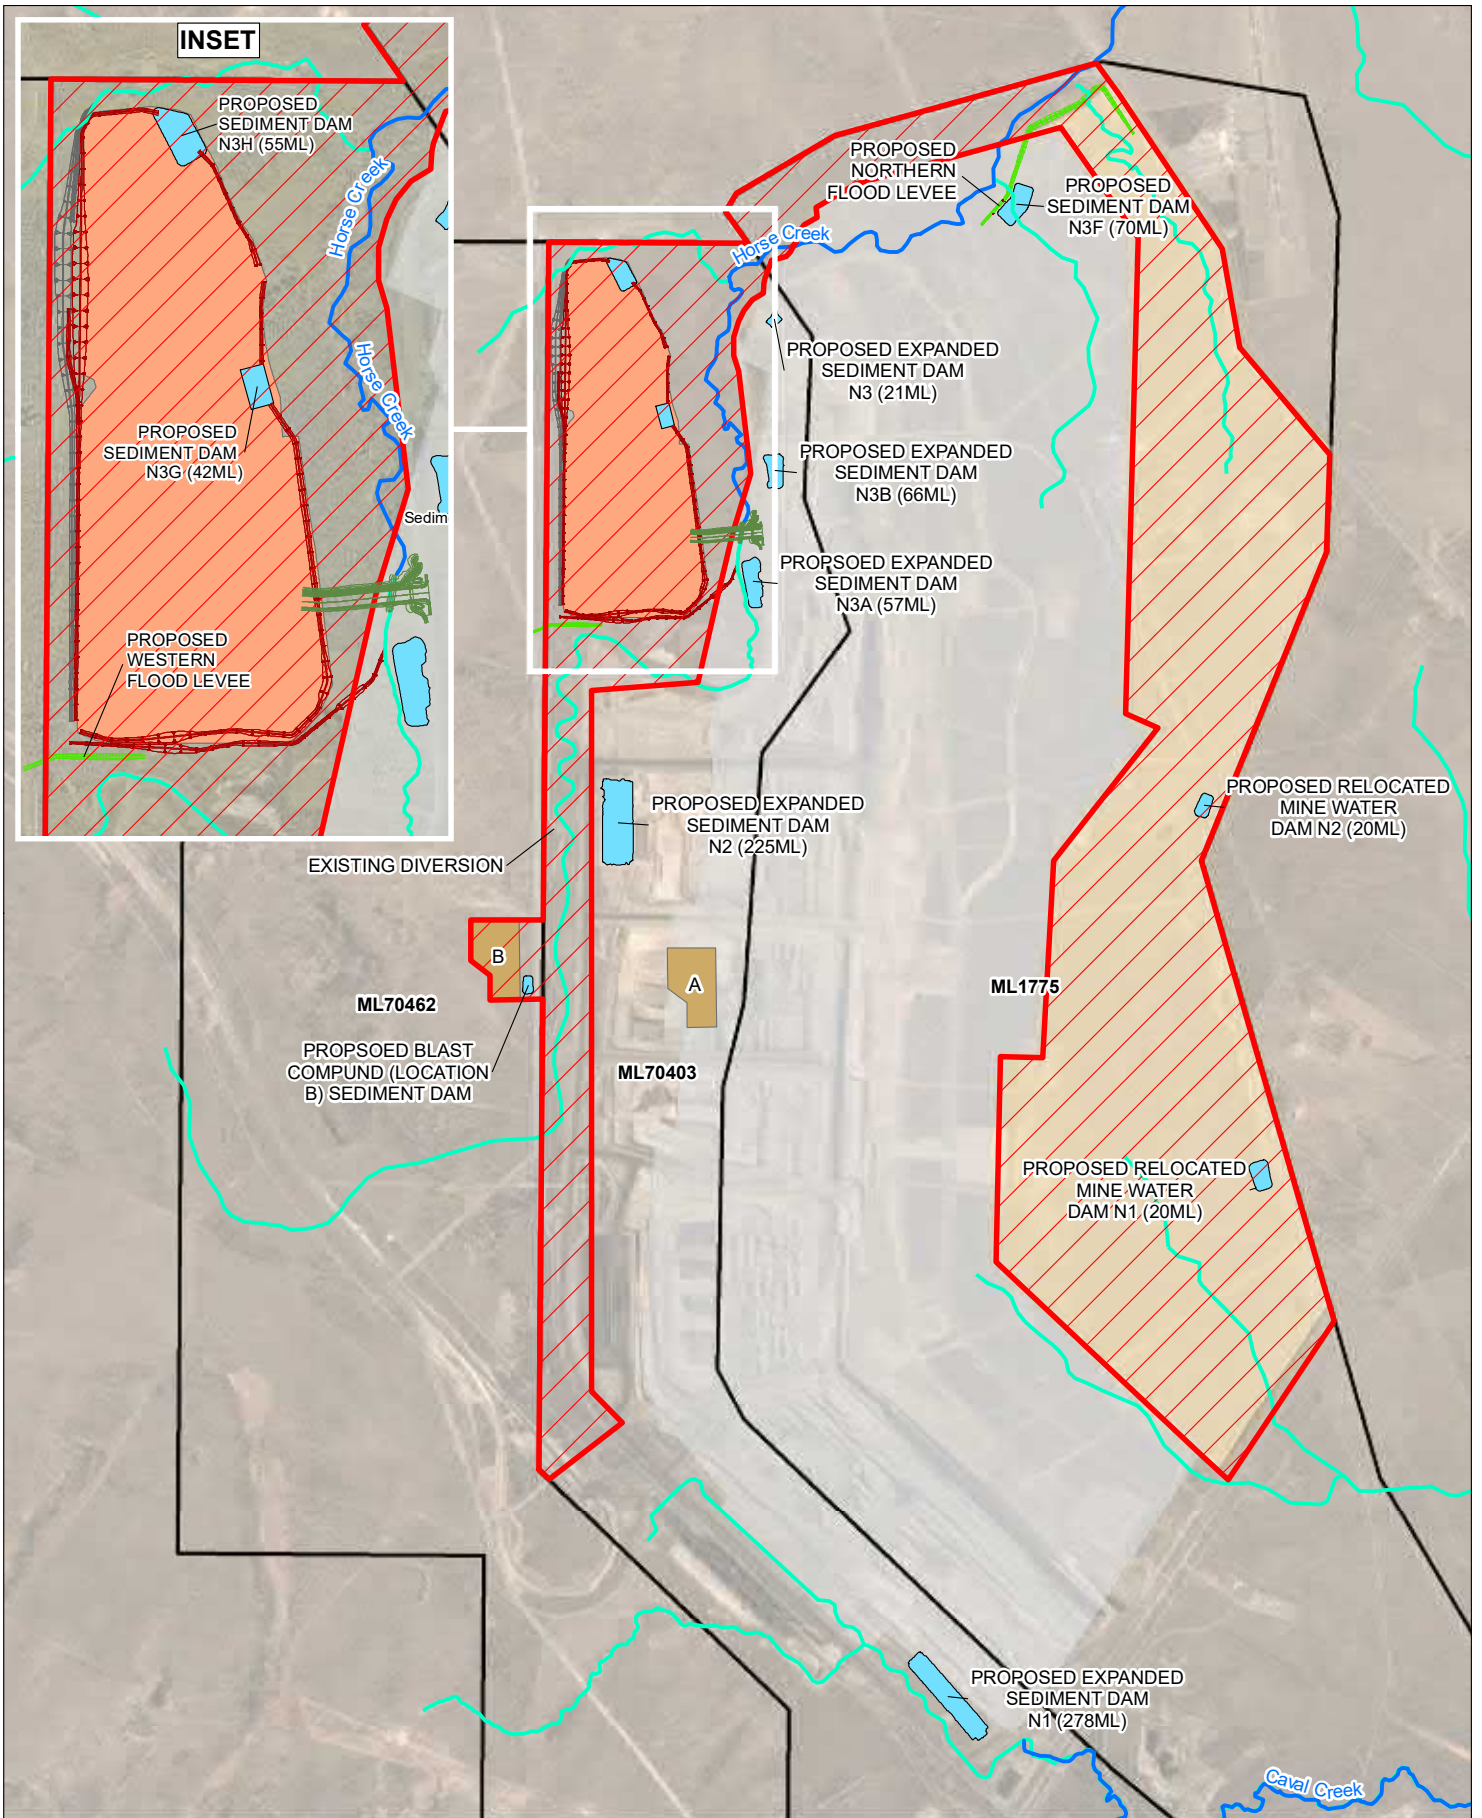 INSET
PROPOSED
SEDIMENT DAM
N3H (55ML)
Horse Creek
Horse Creek
PROPOSED
SEDIMENT DAM
N3G (42ML)
Sedim
PROPOSED
WESTERN
FLOOD LEVEE
PROPOSED
NORTHERN
FLOOD LEVEE
PROPOSED
SEDIMENT DAM
N3F (70ML)
Horse Creek
PROPOSED EXPANDED
SEDIMENT DAM
N3 (21ML)
PROPOSED EXPANDED
SEDIMENT DAM
N3B (66ML)
PROPSOED EXPANDED
SEDIMENT DAM
N3A (57ML)
PROPOSED EXPANDED
SEDIMENT DAM
N2 (225ML)
PROPOSED RELOCATED
MINE WATER
DAM N2 (20ML)
EXISTING DIVERSION
B
A
ML70462
ML1775
PROPSOED BLAST
COMPUND (LOCATION
B) SEDIMENT DAM
ML70403
PROPOSED RELOCATED
MINE WATER
DAM N1 (20ML)
PROPOSED EXPANDED
SEDIMENT DAM
N1 (278ML)
Caval Creek